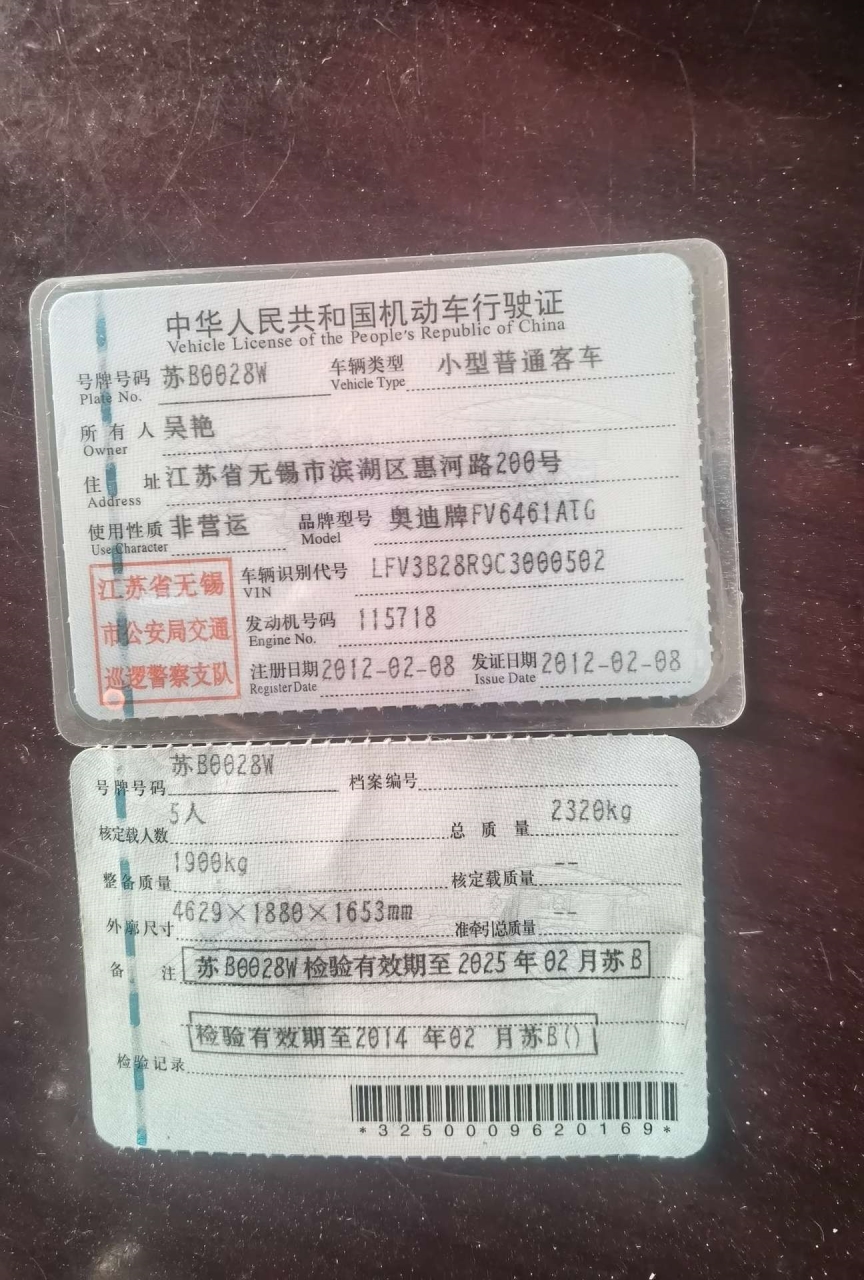 中华人民共和国机动车行驶证
Vehicle License of the People's Republic of China
号牌号码 苏B0028W 车辆类型 小型普通客车
Plate No. Vehicle Type
所有人 吴艳
Owner
住址 江苏省无锡市滨湖区惠河路200号
Address
使用性质 非营运 品牌型号 奥迪牌FV6461ATG
Use Character Model
江苏省无锡
市公安局交通
巡逻警察支队
车辆识别代号 LFV3B28R9C3000502
VIN
发动机号码 115718
Engine No.
注册日期 2012-02-08 发证日期 2012-02-08
Register Date Issue Date
号牌号码 苏B0028W 档案编号
核定载人数 5人 总质量 2320kg
整备质量 1900kg 核定载质量 --
外廓尺寸 4629×1880×1653mm 准牵引总质量 --
备注 苏B0028W检验有效期至2025年02月苏B
检验有效期至2014年02月苏B()
检验记录
*3250009620169*